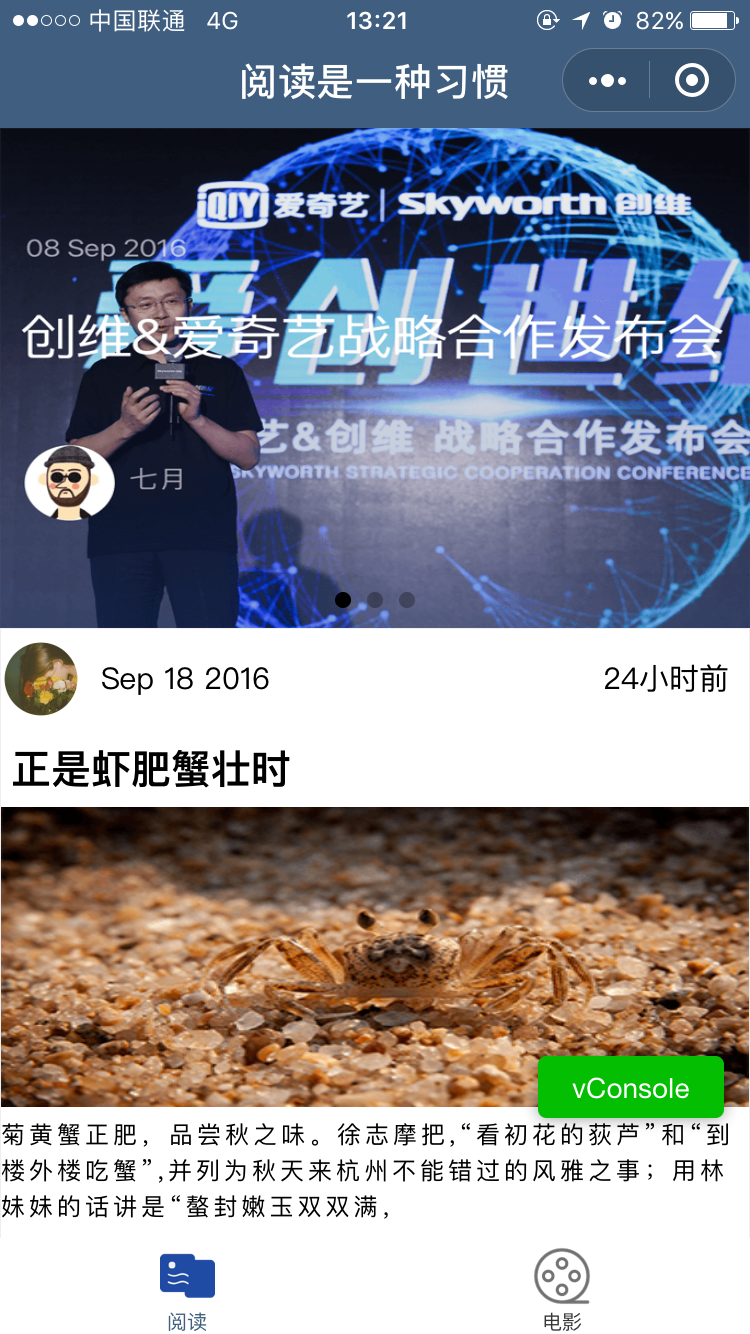 中国联通 4G 13:21 82%
阅读是一种习惯
iQIYI 爱奇艺 | Skyworth 创维
08 Sep 2016
爱创世纪
创维&爱奇艺战略合作发布会
艺&创维 战略合作发布会
SKYWORTH STRATEGIC COOPERATION CONFERENCE
七月
Sep 18 2016 24小时前
正是虾肥蟹壮时
vConsole
菊黄蟹正肥，品尝秋之味。徐志摩把,“看初花的荻芦”和“到
楼外楼吃蟹”,并列为秋天来杭州不能错过的风雅之事；用林
妹妹的话讲是“螯封嫩玉双双满,
阅读 电影